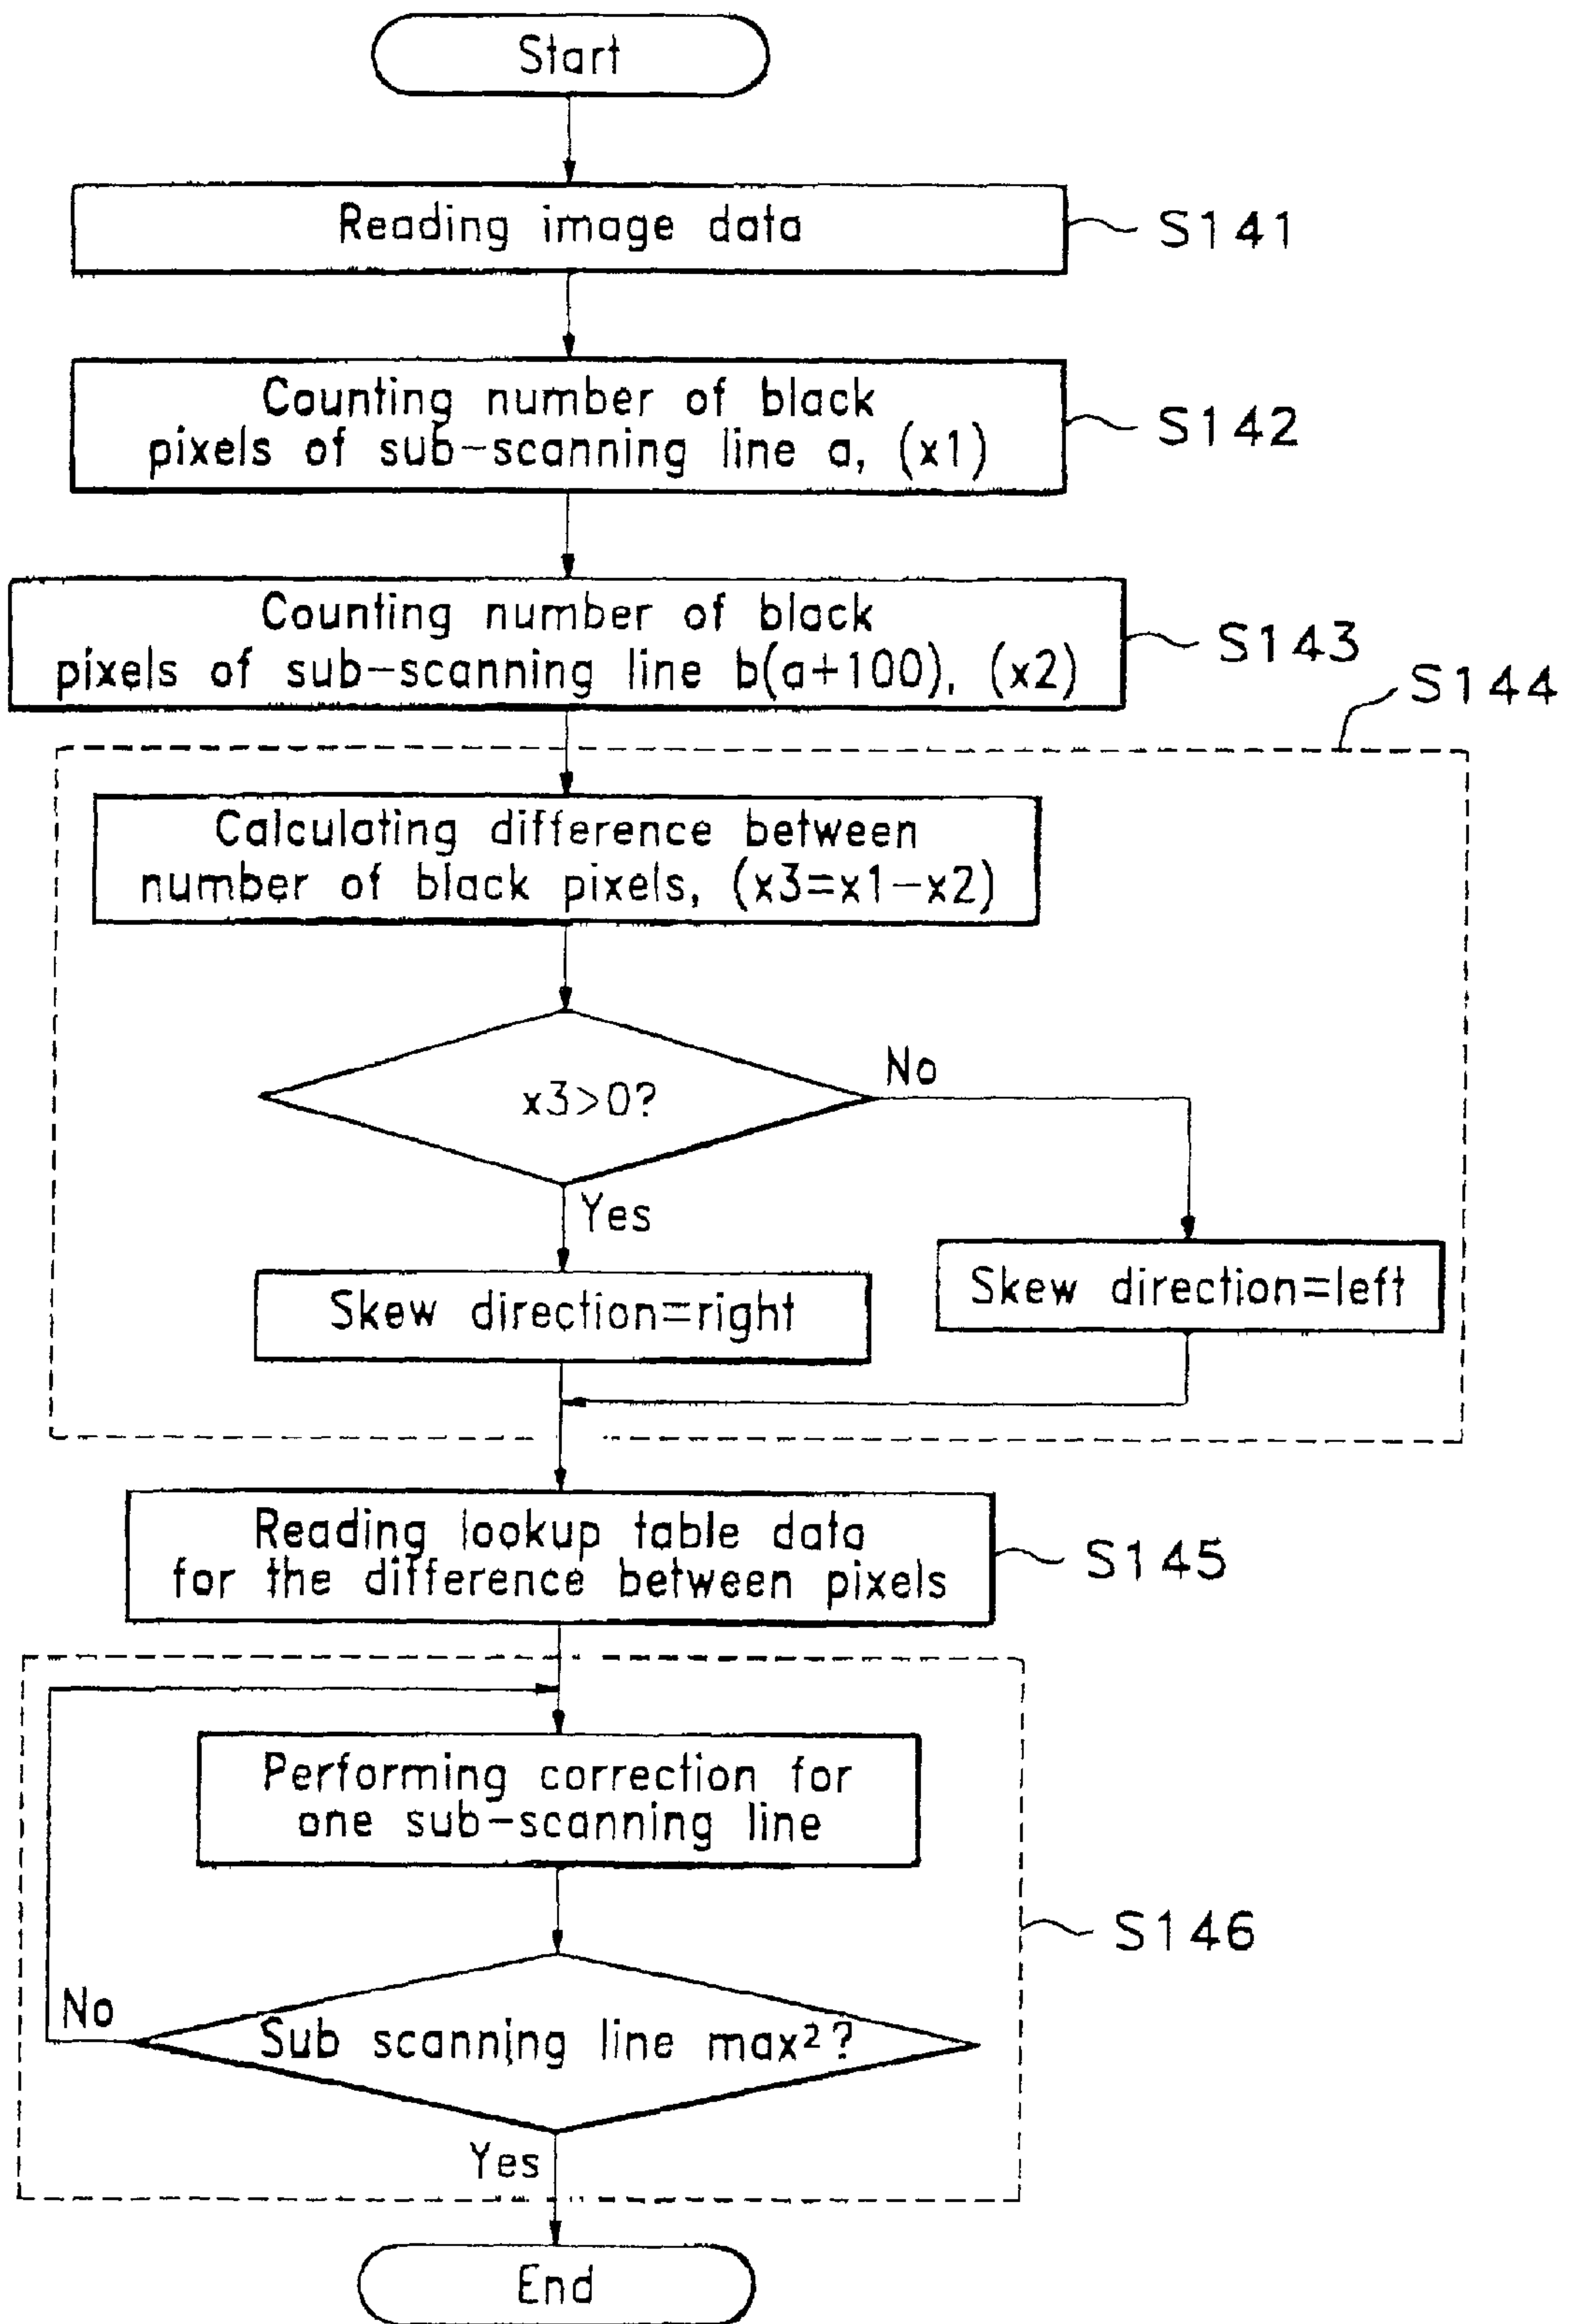 Start
Reading image data
S141
Counting number of black
pixels of sub-scanning line a, (x1)
S142
Counting number of black
pixels of sub-scanning line b(a+100), (x2)
S143
S144
Calculating difference between
number of black pixels, (x3=x1-x2)
x3>0?
No
Yes
Skew direction=right
Skew direction=left
Reading lookup table data
for the difference between pixels
S145
Performing correction for
one sub-scanning line
S146
No
Sub scanning line max²?
Yes
End